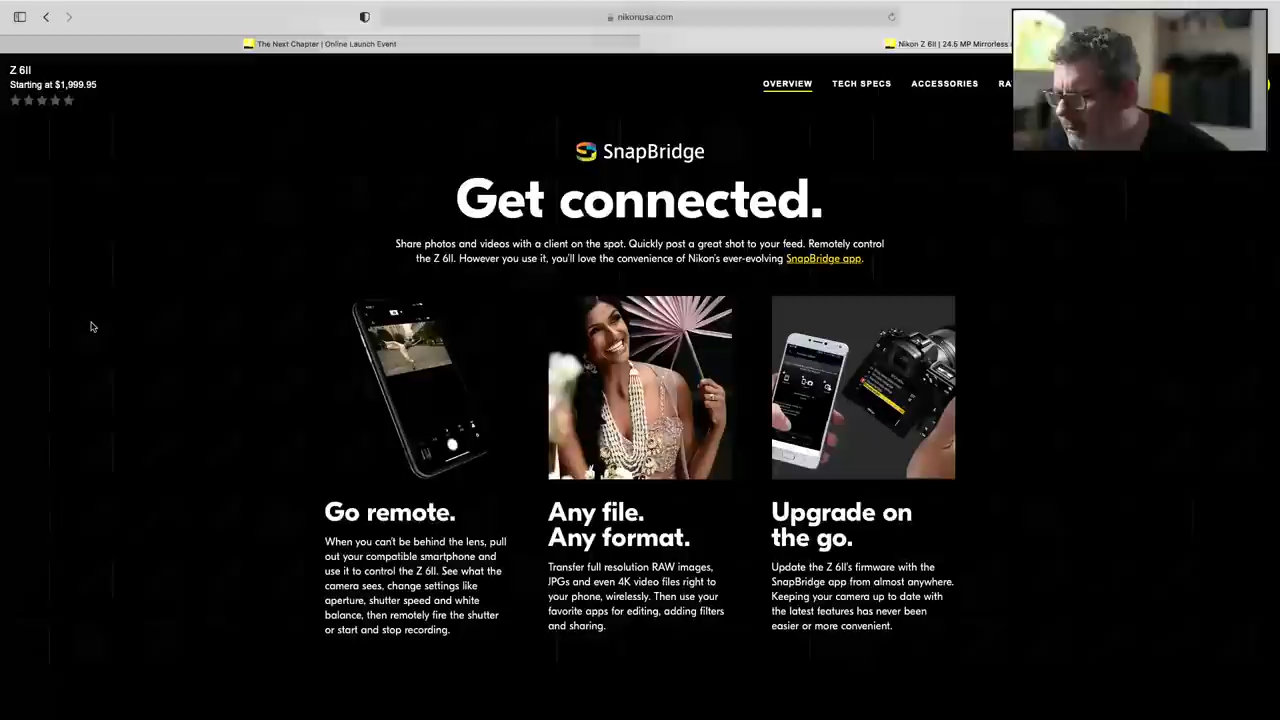 nikonusa.com
The Next Chapter | Online Launch Event
Nikon Z 6II | 24.5 MP Mirrorless
Z 6II
Starting at $1,999.95
OVERVIEW
TECH SPECS
ACCESSORIES
SnapBridge
Get connected.
Share photos and videos with a client on the spot. Quickly post a great shot to your feed. Remotely control
the Z 6II. However you use it, you'll love the convenience of Nikon's ever-evolving SnapBridge app.
Go remote.
When you can't be behind the lens, pull
out your compatible smartphone and
use it to control the Z 6II. See what the
camera sees, change settings like
aperture, shutter speed and white
balance, then remotely fire the shutter
or start and stop recording.
Any file.
Any format.
Transfer full resolution RAW images,
JPGs and even 4K video files right to
your phone, wirelessly. Then use your
favorite apps for editing, adding filters
and sharing.
Upgrade on
the go.
Update the Z 6II's firmware with the
SnapBridge app from almost anywhere.
Keeping your camera up to date with
the latest features has never been
easier or more convenient.